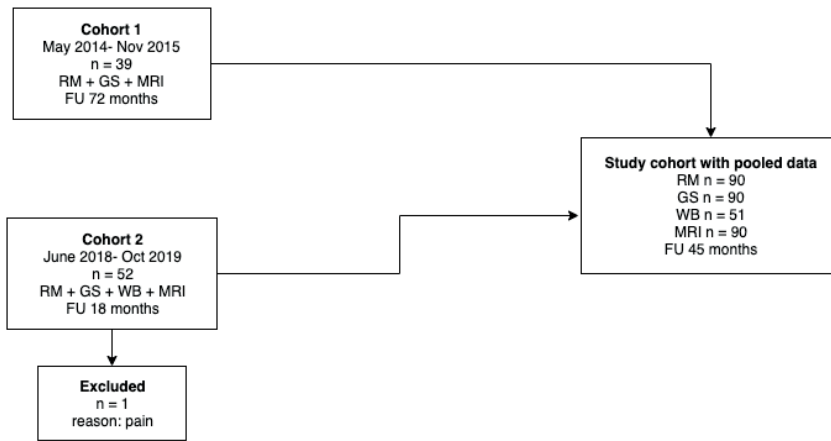 Cohort 1
May 2014- Nov 2015
n = 39
RM + GS + MRI
FU 72 months
Study cohort with pooled data
RM n = 90
GS n = 90
WB n = 51
MRI n = 90
FU 45 months
Cohort 2
June 2018- Oct 2019
n = 52
RM + GS + WB + MRI
FU 18 months
Excluded
n = 1
reason: pain